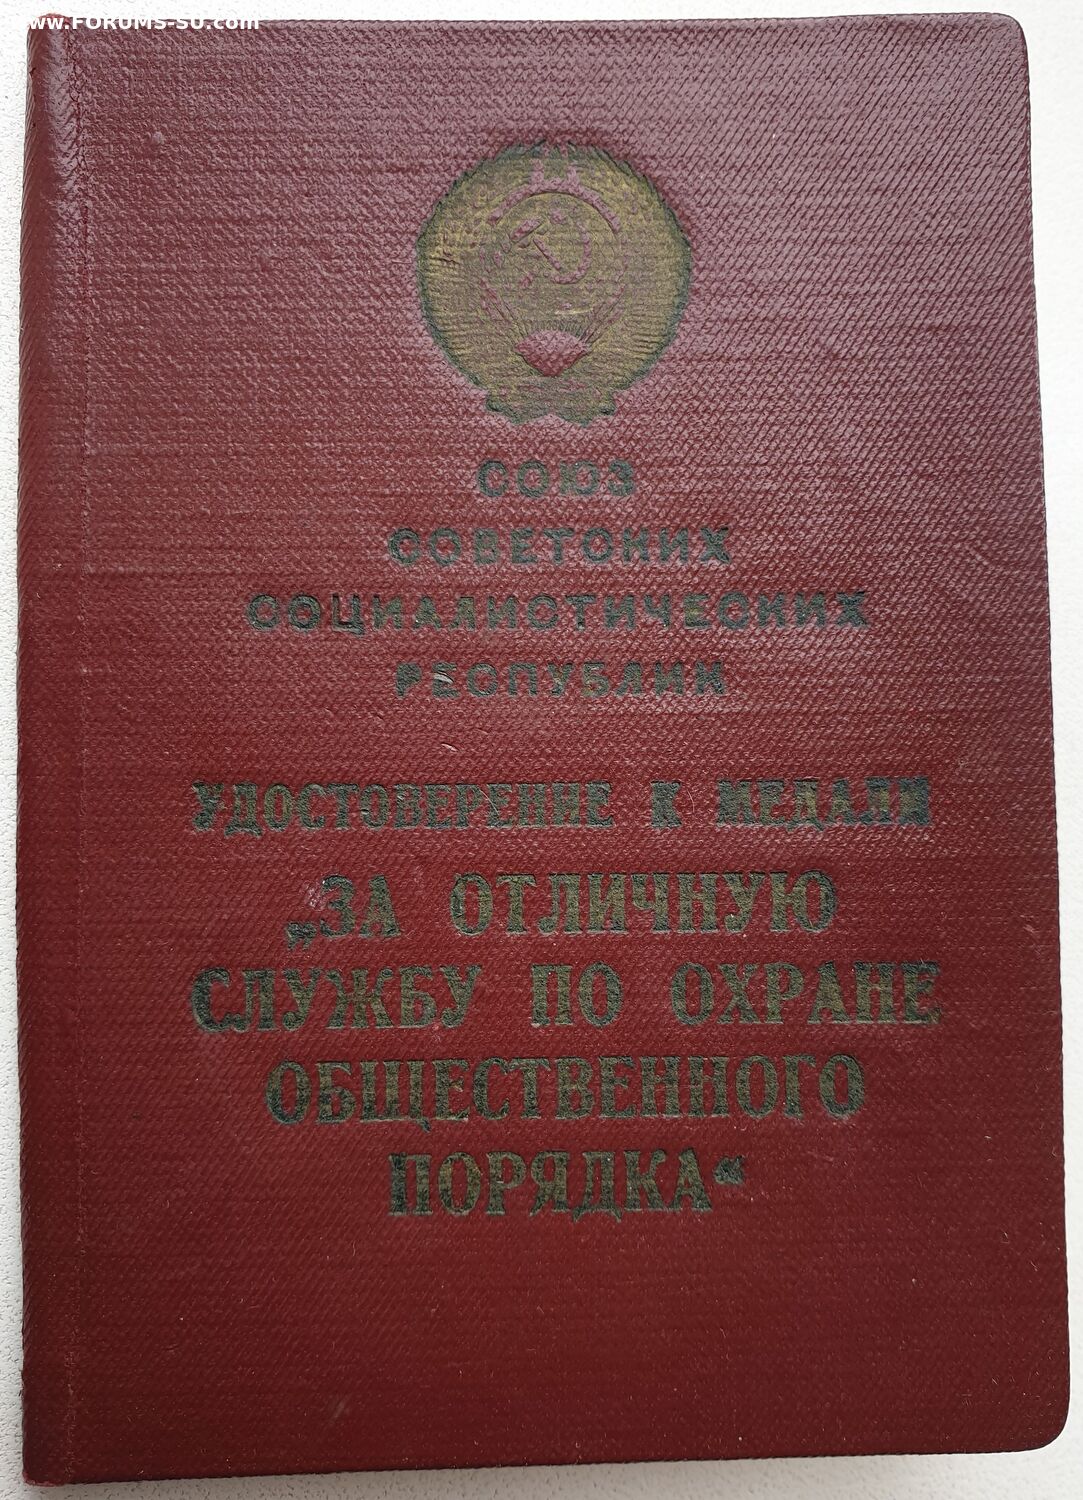 www.FORUMS-SU.com
СОЮЗ
СОВЕТСКИХ
СОЦИАЛИСТИЧЕСКИХ
РЕСПУБЛИК
УДОСТОВЕРЕНИЕ К МЕДАЛИ
„ЗА ОТЛИЧНУЮ
СЛУЖБУ ПО ОХРАНЕ
ОБЩЕСТВЕННОГО
ПОРЯДКА“